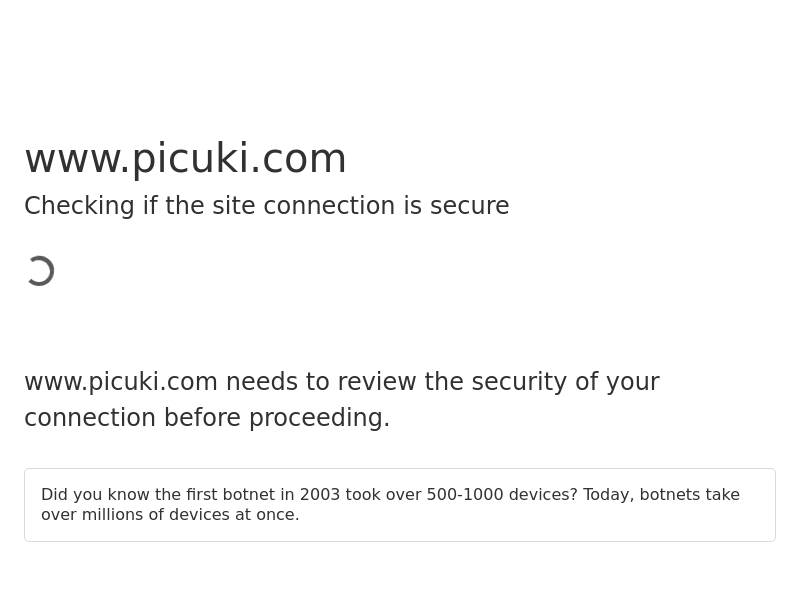 www.picuki.com
Checking if the site connection is secure
www.picuki.com needs to review the security of your
connection before proceeding.
Did you know the first botnet in 2003 took over 500-1000 devices? Today, botnets take
over millions of devices at once.